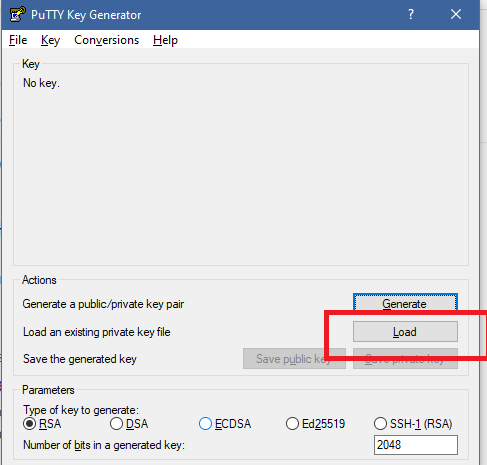 PuTTY Key Generator ?
File Key Conversions Help
Key
No key.
Actions
Generate a public/private key pair Generate
Load an existing private key file Load
Save the generated key Save public key Save private key
Parameters
Type of key to generate:
RSA DSA ECDSA Ed25519 SSH-1 (RSA)
Number of bits in a generated key: 2048